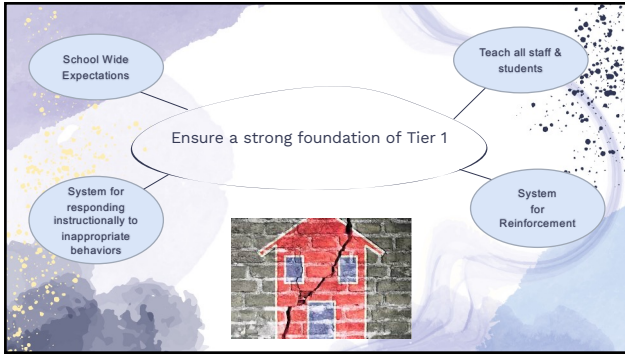 School Wide
Expectations
Teach all staff &
students
Ensure a strong foundation of Tier 1
System for
responding
instructionally to
inappropriate
behaviors
System
for
Reinforcement